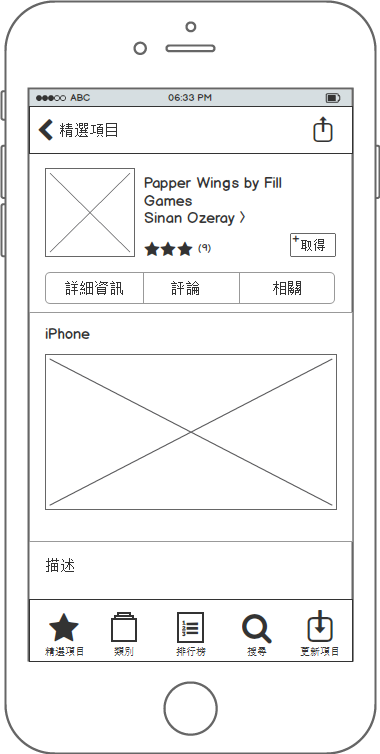 ABC 06:33 PM
精選項目
Papper Wings by Fill
Games
Sinan Ozeray 〉
(9)
+取得
詳細資訊 評論 相關
iPhone
描述
精選項目 類別 排行榜 搜尋 更新項目